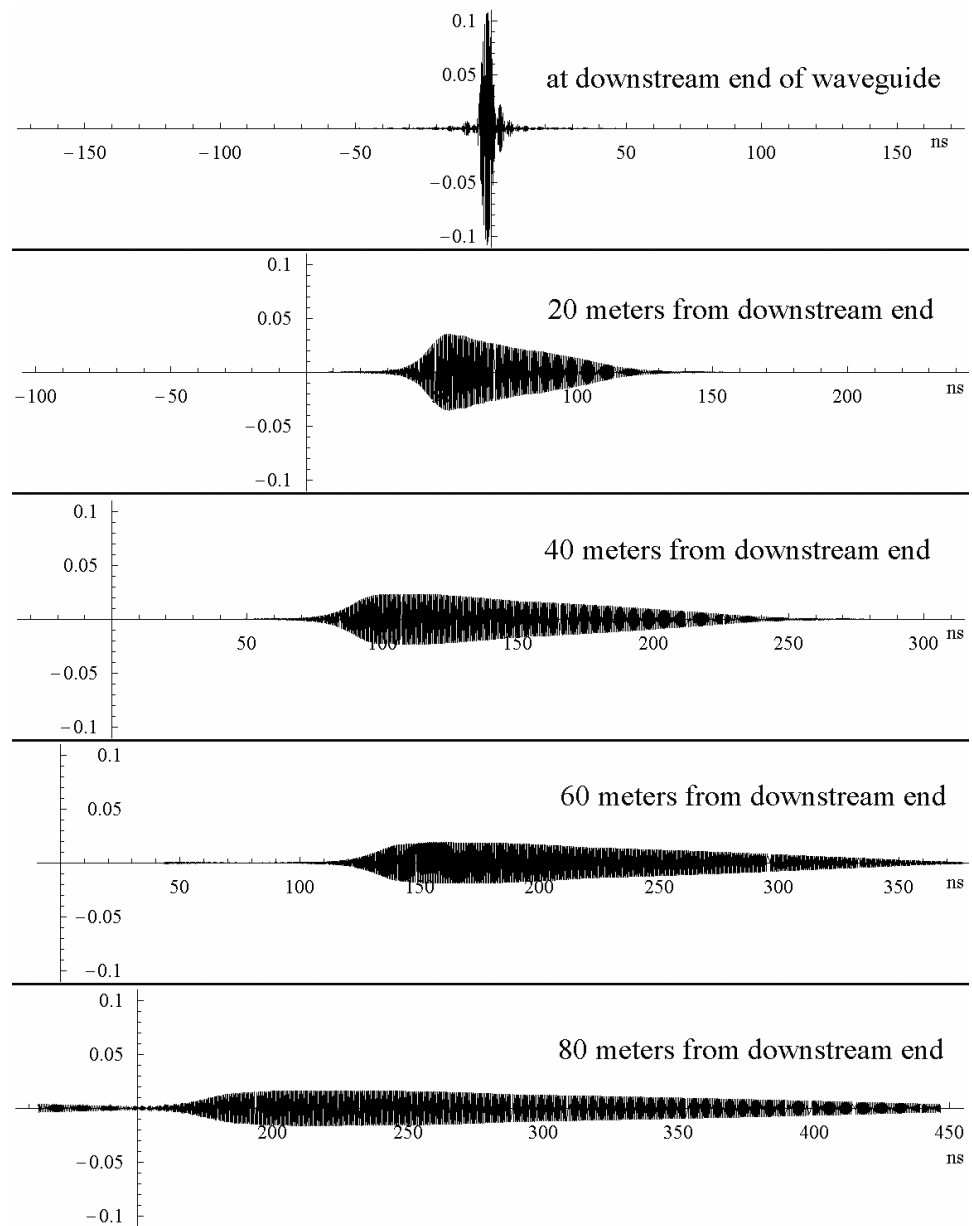 0.1
at downstream end of waveguide
0.05
−150 −100 −50 50 100 150 ns
−0.05
−0.1
0.1
20 meters from downstream end
0.05
−100 −50 100 150 200 ns
−0.05
−0.1
0.1
40 meters from downstream end
0.05
50 100 150 200 250 300 ns
−0.05
−0.1
0.1
60 meters from downstream end
0.05
50 100 150 200 250 300 350 ns
−0.05
−0.1
0.1
80 meters from downstream end
0.05
200 250 300 350 400 450
ns
−0.05
−0.1